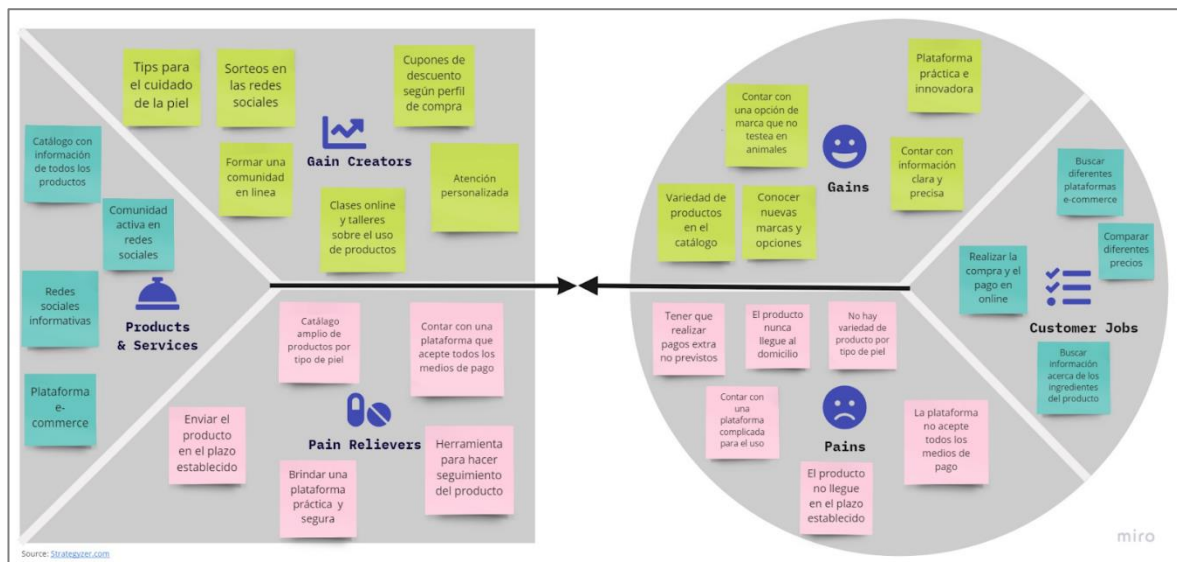 Tips para
el cuidado
de la piel
Sorteos en
las redes
sociales
Cupones de
descuento
según perfil
de compra
Gain Creators
Formar una
comunidad
en linea
Clases online
y talleres
sobre el uso
de productos
Atención
personalizada
Catálogo con
información
de todos los
productos
Comunidad
activa en
redes
sociales
Redes
sociales
informativas
Plataforma
e-
commerce
Products
& Services
Catálago
amplio de
productos por
tipo de piel
Contar con una
plataforma que
acepte todos los
medios de pago
Pain Relievers
Enviar el
producto
en el plazo
establecido
Brindar una
plataforma
práctica y
segura
Herramienta
para hacer
seguimiento
del producto
Source: Strategyzer.com
Plataforma
práctica e
innovadora
Contar con
una opción de
marca que no
testea en
animales
Gains
Contar con
información
clara y
precisa
Variedad de
productos
en el
catálogo
Conocer
nuevas
marcas y
opciones
Buscar
diferentes
plataformas
e-commerce
Comparar
diferentes
precios
Realizar la
compra y el
pago en
online
Customer Jobs
Buscar
información
acerca de los
ingredientes
del producto
Tener que
realizar
pagos extra
no previstos
El producto
nunca
llegue al
domicilio
No hay
variedad de
producto por
tipo de piel
Contar con
una
plataforma
complicada
para el uso
Pains
La plataforma
no acepte
todos los
medios de
pago
El producto
no llegue
en el plazo
establecido
miro